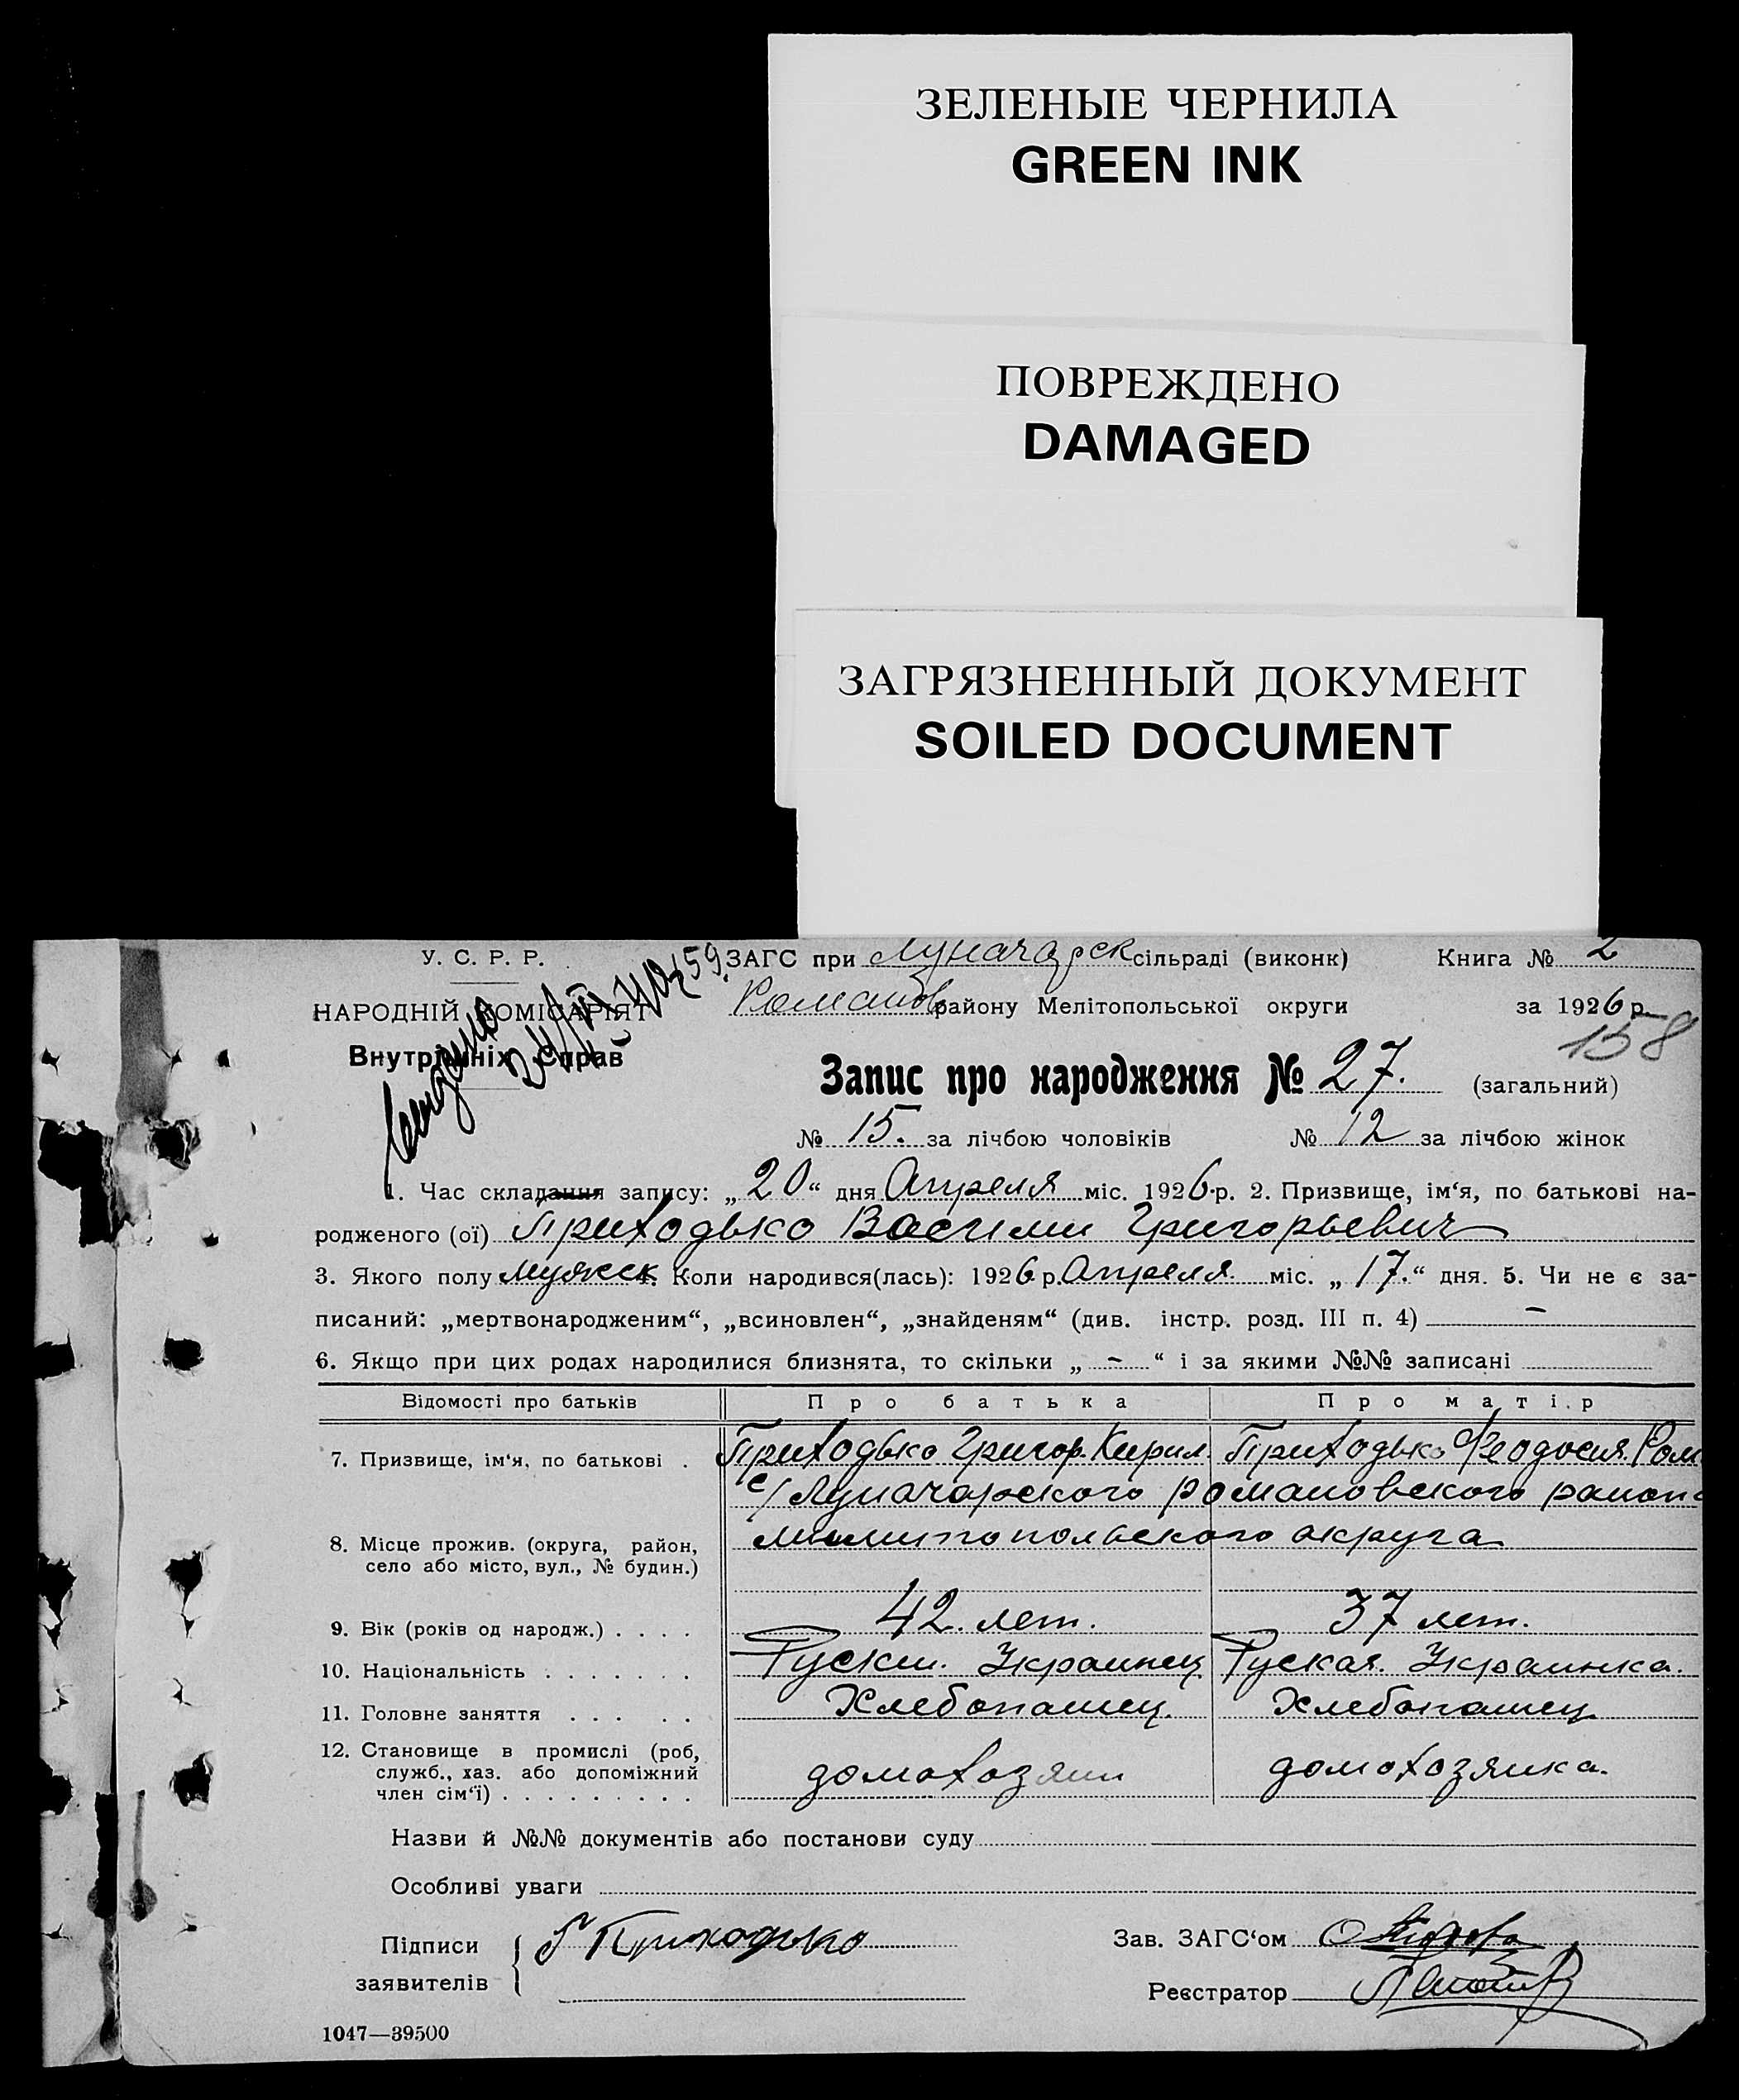 ЗЕЛЕНЫЕ ЧЕРНИЛА
GREEN INK
ПОВРЕЖДЕНО
DAMAGED
ЗАГРЯЗНЕННЫЙ ДОКУМЕНТ
SOILED DOCUMENT
У. С. Р. Р. ЗАГС при Луначарск сільраді (виконк) Книга № 2
НАРОДНІЙ КОМІСАРІЯТ Романов району Мелітопольської округи за 1926 р.
158
Внутрішніх Справ
Запис про народження № 27. (загальний)
№ 15. за лічбою чоловіків № 12 за лічбою жінок
1. Час складання запису: „20“ дня Апреля міс. 1926 р. 2. Призвище, ім‘я, по батькові на-
родженого (ої) Приходько Василий Григорьевич
3. Якого полу мужск. 4. Коли народився(лась): 1926 р. Апреля міс. „17.“ дня. 5. Чи не є за-
писаний: „мертвонародженим“, „всиновлен“, „знайденям“ (див. інстр. розд. III п. 4) —
6. Якщо при цих родах народилися близнята, то скільки „ – “ і за якими №№ записані
Відомості про батьків Про батька Про матір
7. Призвище, ім‘я, по батькові . Приходько Григор. Кирил. Приходько Феодосия. Ром
с/ Луначарского Романовского района
8. Місце прожив. (округа, район, милитопольского округа
село або місто, вул., № будин.)
9. Вік (років од народж.) . . . . 42. лет. 37 лет.
10. Національність . . . . . . . Руский. Украинец Руская. Украинка.
11. Головне заняття . . . . . Хлебопашец. Хлебопашец
12. Становище в промислі (роб, домохозяин домохозяика.
служб., хаз. або допоміжний
член сім‘ї) . . . . . . . . .
Назви й №№ документів або постанови суду
Особливі уваги
Підписи Г Приходько Зав. ЗАГС‘ом
заявителів Реєстратор
1047—39500